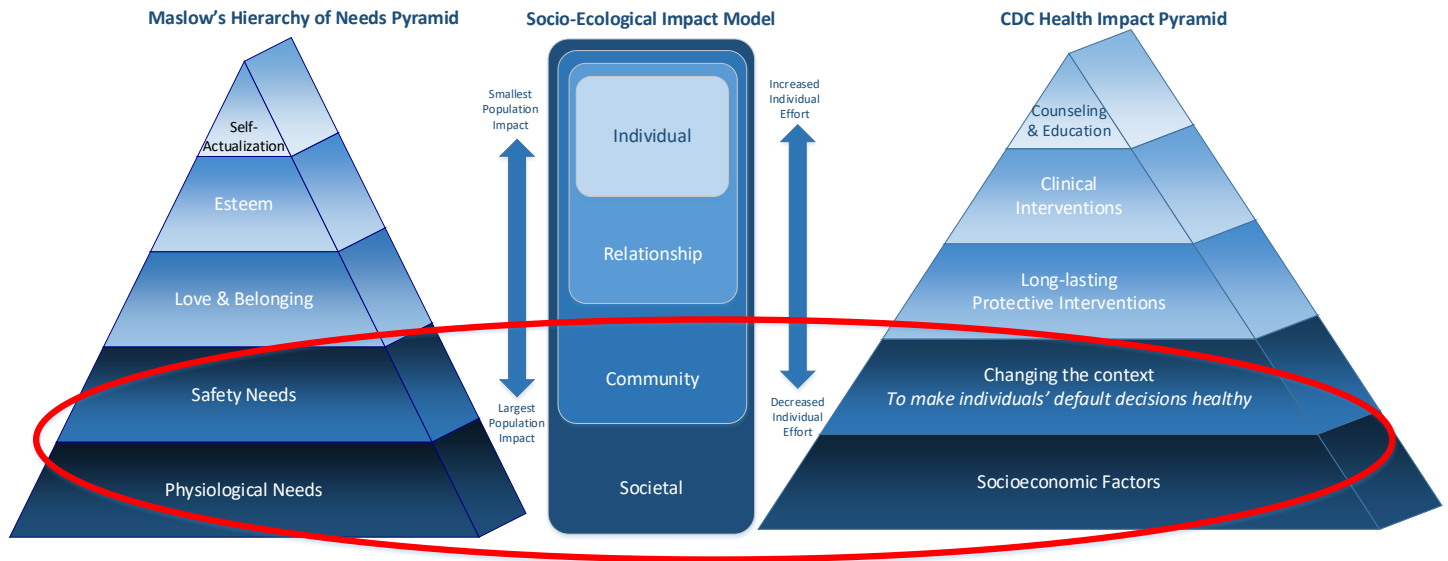 Maslow's Hierarchy of Needs Pyramid
Self-
Actualization
Esteem
Love & Belonging
Safety Needs
Physiological Needs
Socio-Ecological Impact Model
Smallest
Population
Impact
Largest
Population
Impact
Individual
Relationship
Community
Societal
Increased
Individual
Effort
Decreased
Individual
Effort
CDC Health Impact Pyramid
Counseling
& Education
Clinical
Interventions
Long-lasting
Protective Interventions
Changing the context
To make individuals' default decisions healthy
Socioeconomic Factors